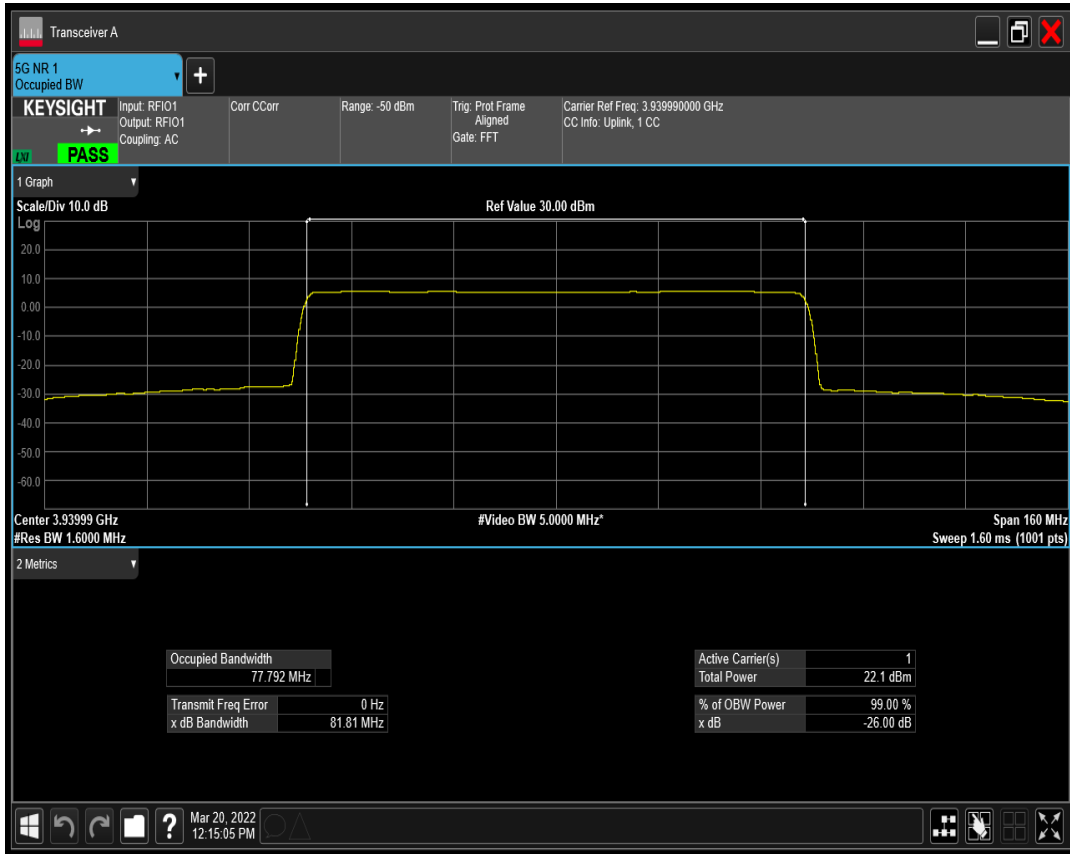 Transceiver A
5G NR 1
Occupied BW
+
KEYSIGHT
LXI
PASS
Input: RFIO1
Output: RFIO1
Coupling: AC
Corr CCorr
Range: -50 dBm
Trig: Prot Frame
Aligned
Gate: FFT
Carrier Ref Freq: 3.939990000 GHz
CC Info: Uplink, 1 CC
1 Graph
Scale/Div 10.0 dB
Ref Value 30.00 dBm
Log
20.0
10.0
0.00
-10.0
-20.0
-30.0
-40.0
-50.0
-60.0
Center 3.93999 GHz
#Video BW 5.0000 MHz*
Span 160 MHz
#Res BW 1.6000 MHz
Sweep 1.60 ms (1001 pts)
2 Metrics
Occupied Bandwidth
77.792 MHz
Transmit Freq Error 0 Hz
x dB Bandwidth 81.81 MHz
Active Carrier(s) 1
Total Power 22.1 dBm
% of OBW Power 99.00 %
x dB -26.00 dB
?
Mar 20, 2022
12:15:05 PM